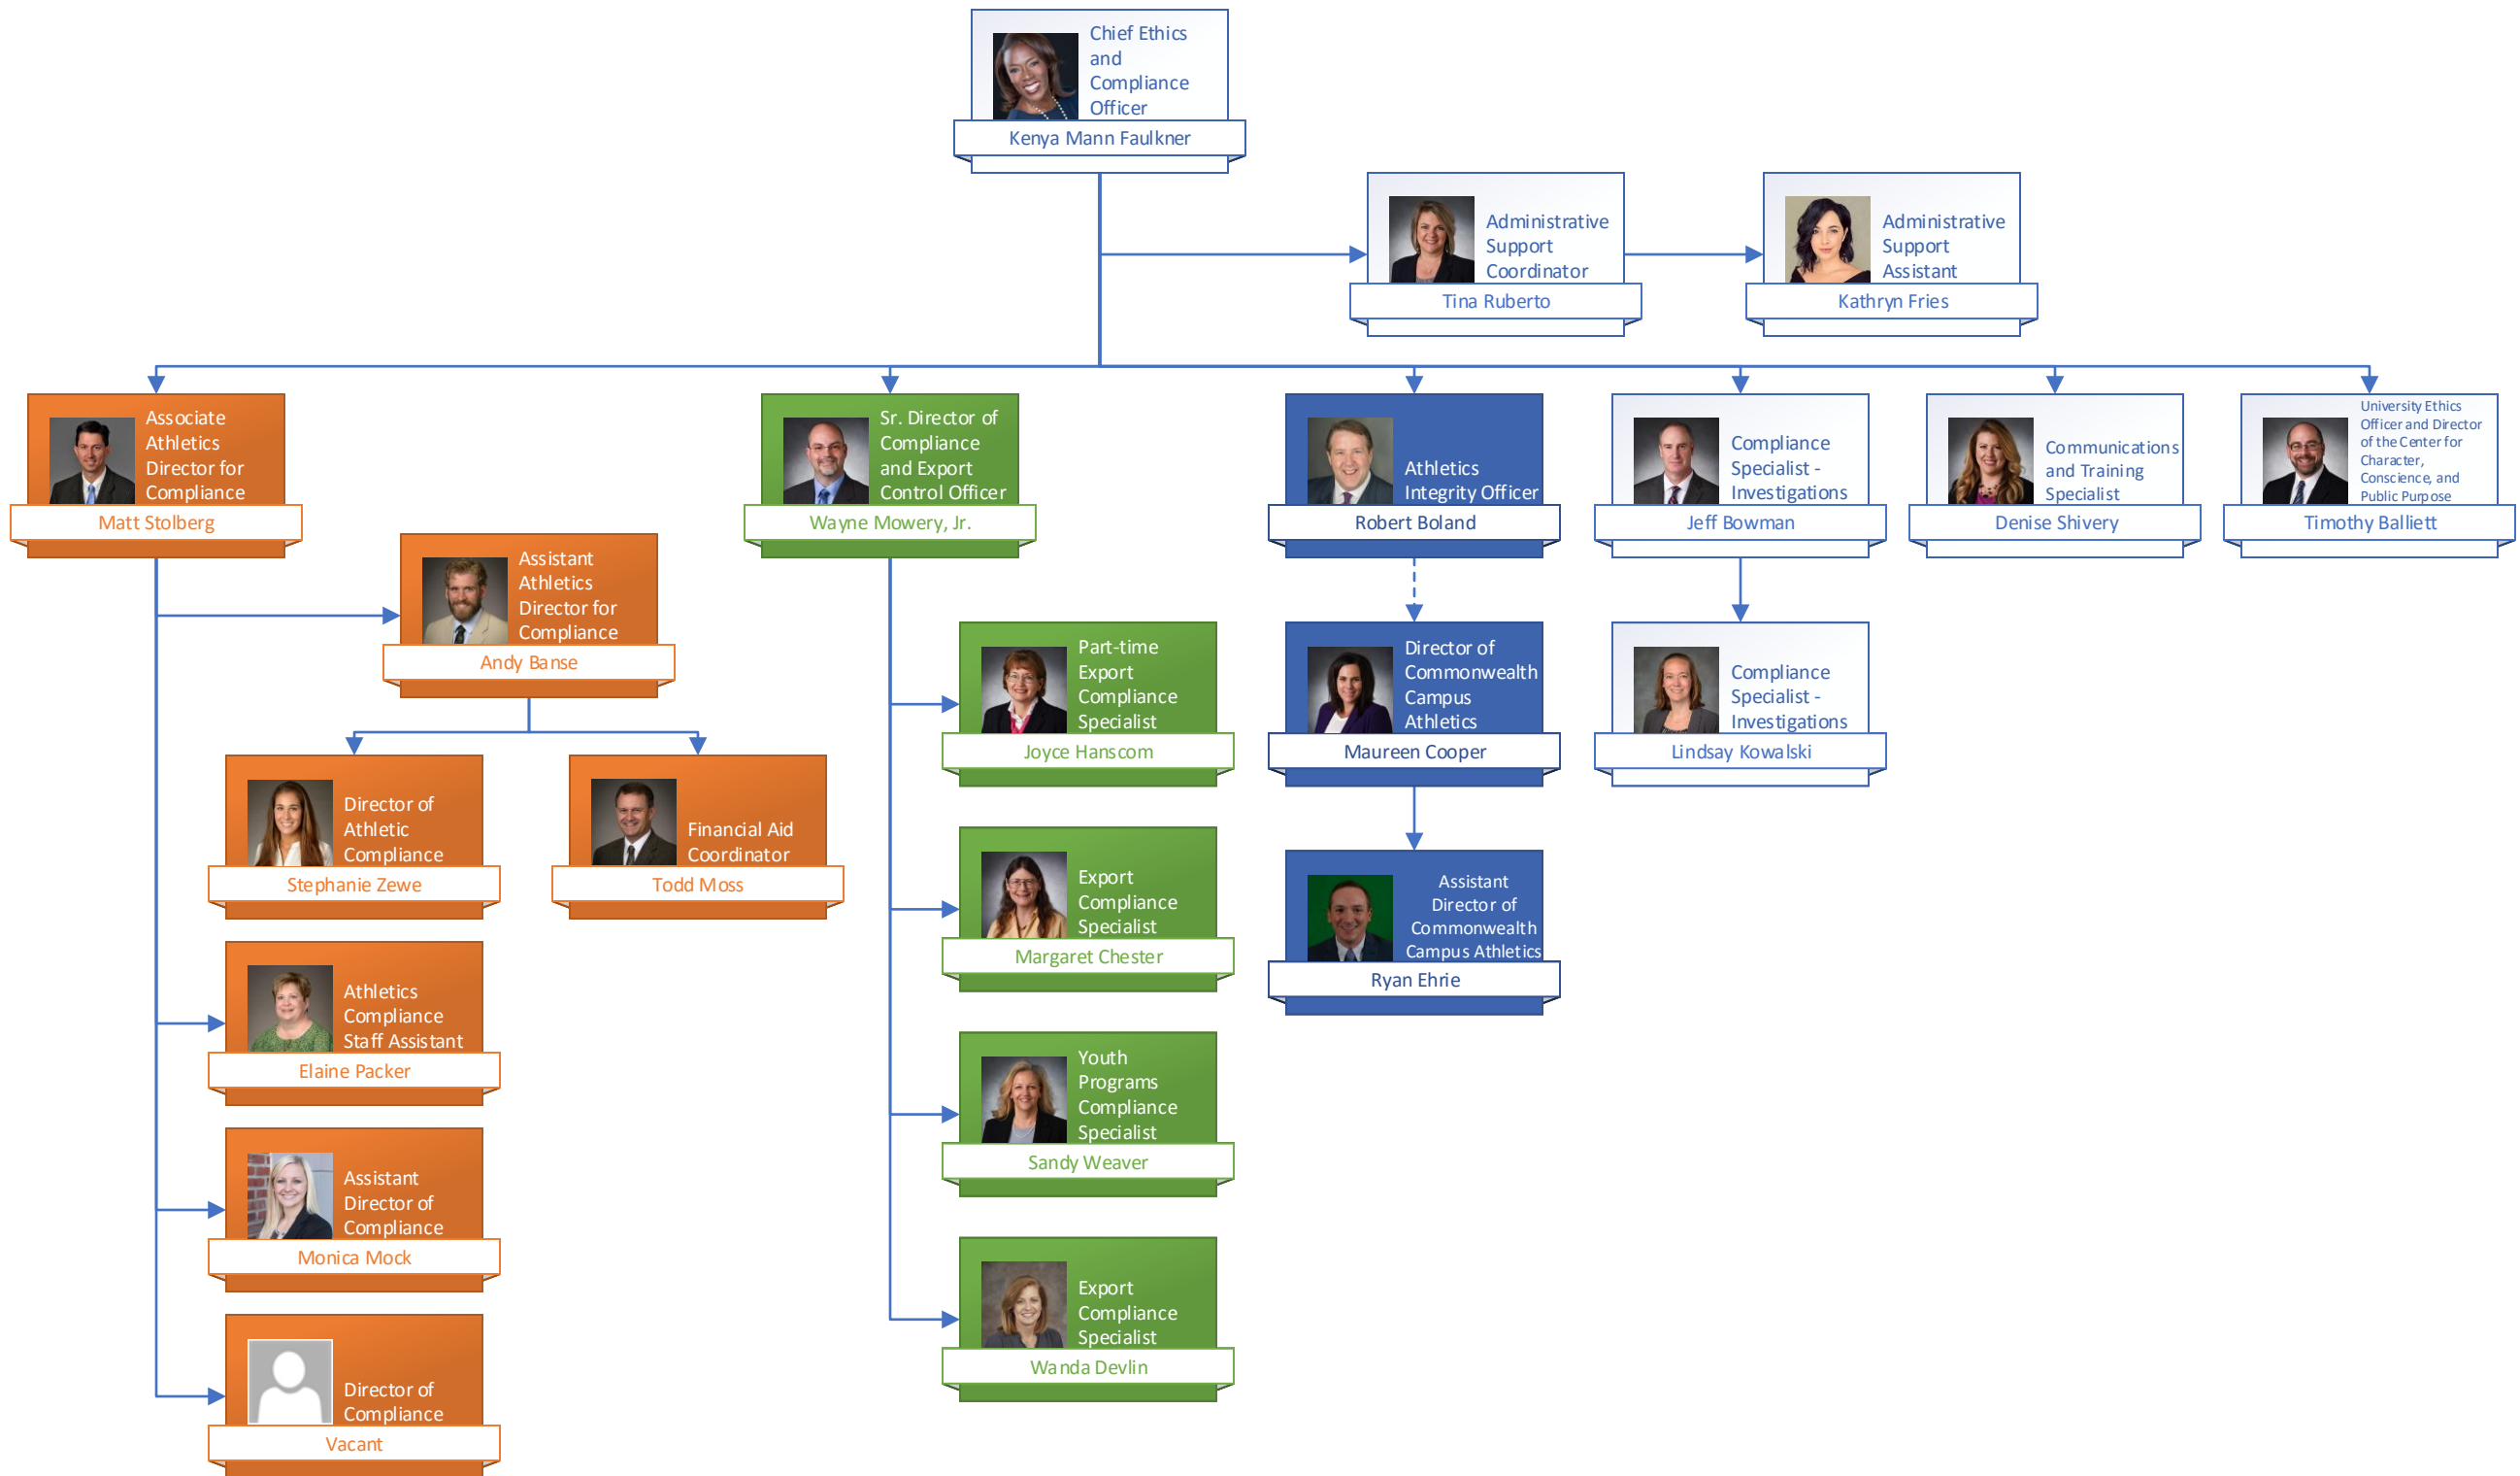 Chief Ethics
and
Compliance
Officer
Kenya Mann Faulkner
Administrative
Support
Coordinator
Tina Ruberto
Administrative
Support
Assistant
Kathryn Fries
Associate
Athletics
Director for
Compliance
Matt Stolberg
Sr. Director of
Compliance
and Export
Control Officer
Wayne Mowery, Jr.
Athletics
Integrity Officer
Robert Boland
Compliance
Specialist -
Investigations
Jeff Bowman
Communications
and Training
Specialist
Denise Shivery
University Ethics
Officer and Director
of the Center for
Character,
Conscience, and
Public Purpose
Timothy Balliett
Assistant
Athletics
Director for
Compliance
Andy Banse
Part-time
Export
Compliance
Specialist
Joyce Hanscom
Director of
Commonwealth
Campus
Athletics
Maureen Cooper
Compliance
Specialist -
Investigations
Lindsay Kowalski
Director of
Athletic
Compliance
Stephanie Zewe
Financial Aid
Coordinator
Todd Moss
Export
Compliance
Specialist
Margaret Chester
Assistant
Director of
Commonwealth
Campus Athletics
Ryan Ehrie
Athletics
Compliance
Staff Assistant
Elaine Packer
Youth
Programs
Compliance
Specialist
Sandy Weaver
Assistant
Director of
Compliance
Monica Mock
Export
Compliance
Specialist
Wanda Devlin
Director of
Compliance
Vacant